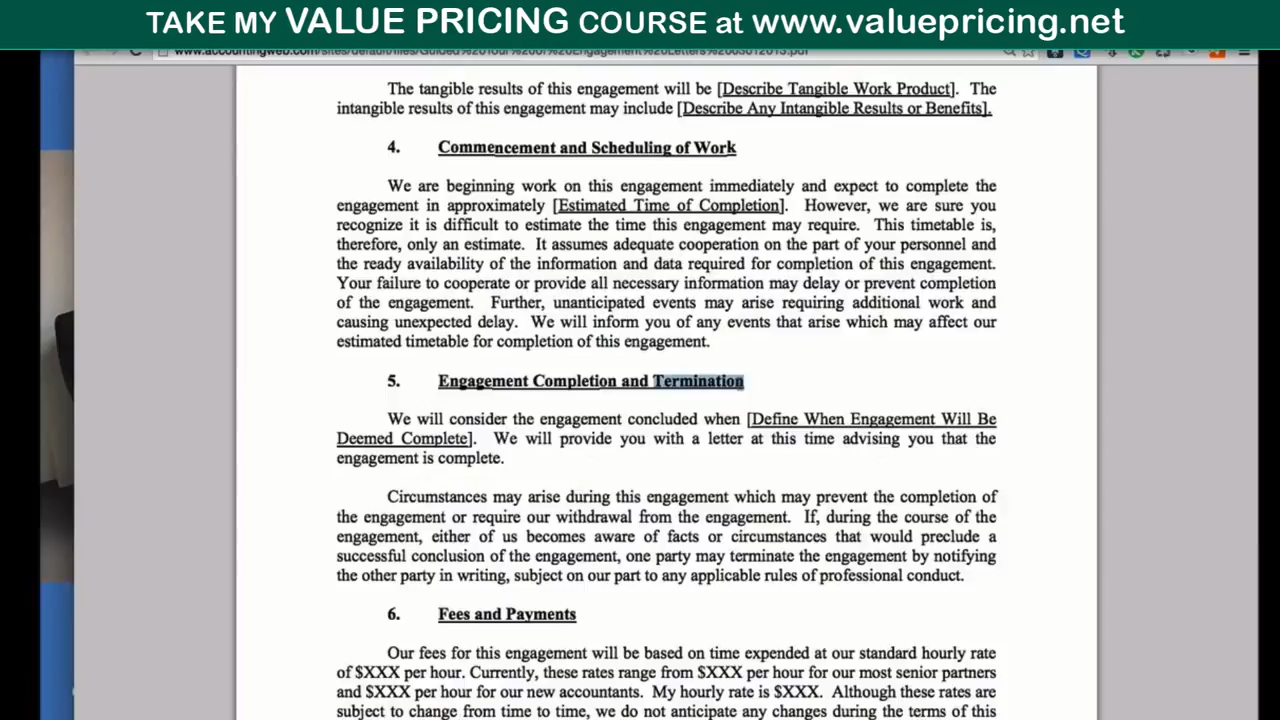 TAKE MY VALUE PRICING COURSE at www.valuepricing.net
www.accountingweb.com/sites/default/files/Guided%20Tour%20of%20Engagement%20Letters%2003012013.pdf
The tangible results of this engagement will be [Describe Tangible Work Product]. The
intangible results of this engagement may include [Describe Any Intangible Results or Benefits].
4. Commencement and Scheduling of Work
We are beginning work on this engagement immediately and expect to complete the
engagement in approximately [Estimated Time of Completion]. However, we are sure you
recognize it is difficult to estimate the time this engagement may require. This timetable is,
therefore, only an estimate. It assumes adequate cooperation on the part of your personnel and
the ready availability of the information and data required for completion of this engagement.
Your failure to cooperate or provide all necessary information may delay or prevent completion
of the engagement. Further, unanticipated events may arise requiring additional work and
causing unexpected delay. We will inform you of any events that arise which may affect our
estimated timetable for completion of this engagement.
5. Engagement Completion and Termination
We will consider the engagement concluded when [Define When Engagement Will Be
Deemed Complete]. We will provide you with a letter at this time advising you that the
engagement is complete.
Circumstances may arise during this engagement which may prevent the completion of
the engagement or require our withdrawal from the engagement. If, during the course of the
engagement, either of us becomes aware of facts or circumstances that would preclude a
successful conclusion of the engagement, one party may terminate the engagement by notifying
the other party in writing, subject on our part to any applicable rules of professional conduct.
6. Fees and Payments
Our fees for this engagement will be based on time expended at our standard hourly rate
of $XXX per hour. Currently, these rates range from $XXX per hour for our most senior partners
and $XXX per hour for our new accountants. My hourly rate is $XXX. Although these rates are
subject to change from time to time, we do not anticipate any changes during the terms of this